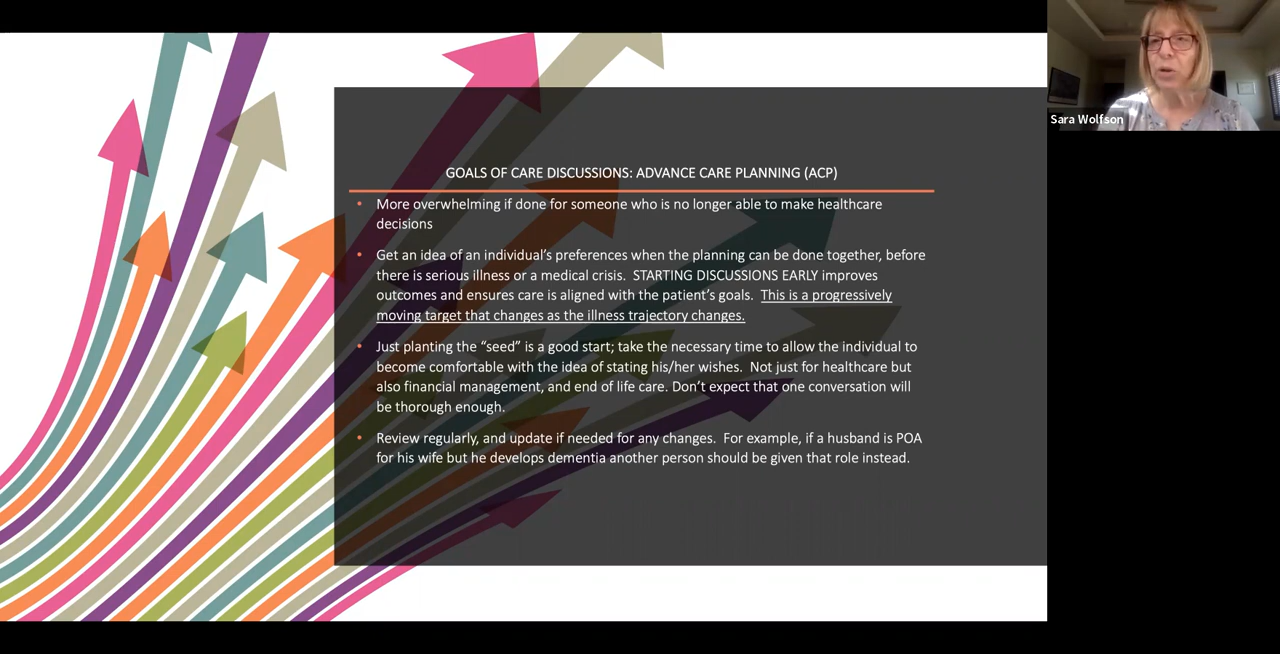 GOALS OF CARE DISCUSSIONS: ADVANCE CARE PLANNING (ACP)
• More overwhelming if done for someone who is no longer able to make healthcare
decisions
• Get an idea of an individual’s preferences when the planning can be done together, before
there is serious illness or a medical crisis.  STARTING DISCUSSIONS EARLY improves
outcomes and ensures care is aligned with the patient’s goals.  This is a progressively
moving target that changes as the illness trajectory changes.
• Just planting the “seed” is a good start; take the necessary time to allow the individual to
become comfortable with the idea of stating his/her wishes.  Not just for healthcare but
also financial management, and end of life care. Don’t expect that one conversation will
be thorough enough.
• Review regularly, and update if needed for any changes.  For example, if a husband is POA
for his wife but he develops dementia another person should be given that role instead.
Sara Wolfson